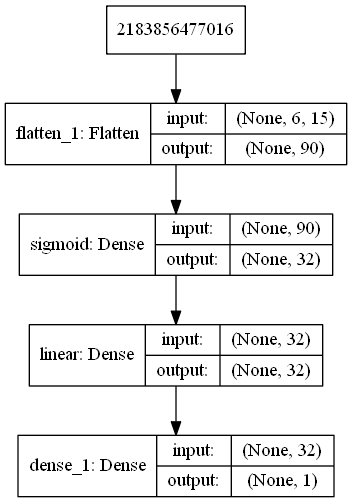 2183856477016
flatten_1: Flatten
input: (None, 6, 15)
output: (None, 90)
sigmoid: Dense
input: (None, 90)
output: (None, 32)
linear: Dense
input: (None, 32)
output: (None, 32)
dense_1: Dense
input: (None, 32)
output: (None, 1)